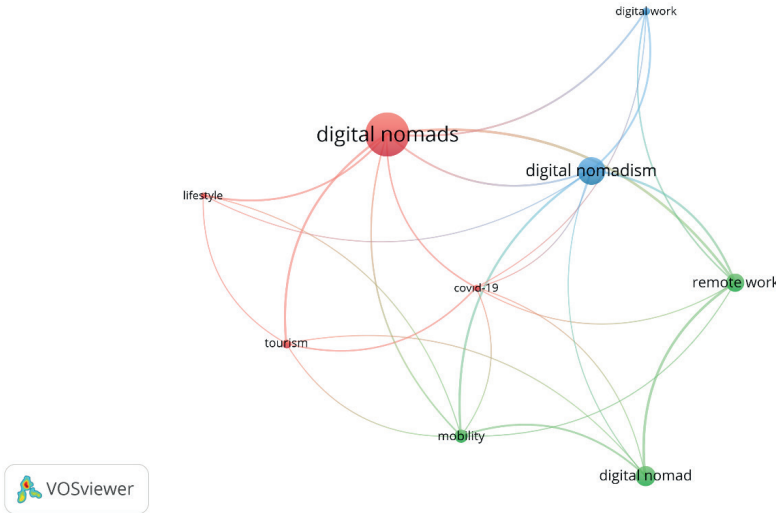 digital work
digital nomads
digital nomadism
lifestyle
remote work
covid-19
tourism
mobility
digital nomad
VOSviewer